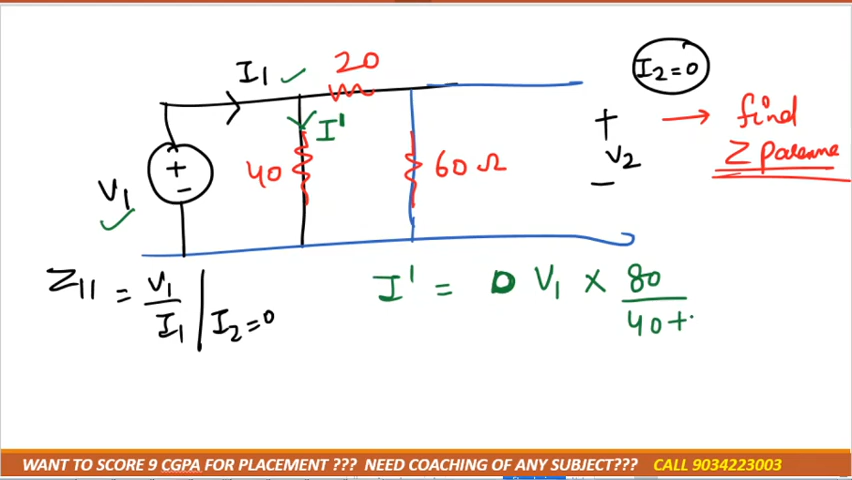 I1 ✓ 20 I2=0
I' + → find
V1 + - 40 60 Ω V2 Z parame
✓ -
Z11 = V1 / I1 | I2=0 I' = 0 V1 × 80 / 40+
WANT TO SCORE 9 CGPA FOR PLACEMENT ??? NEED COACHING OF ANY SUBJECT??? CALL 9034223003